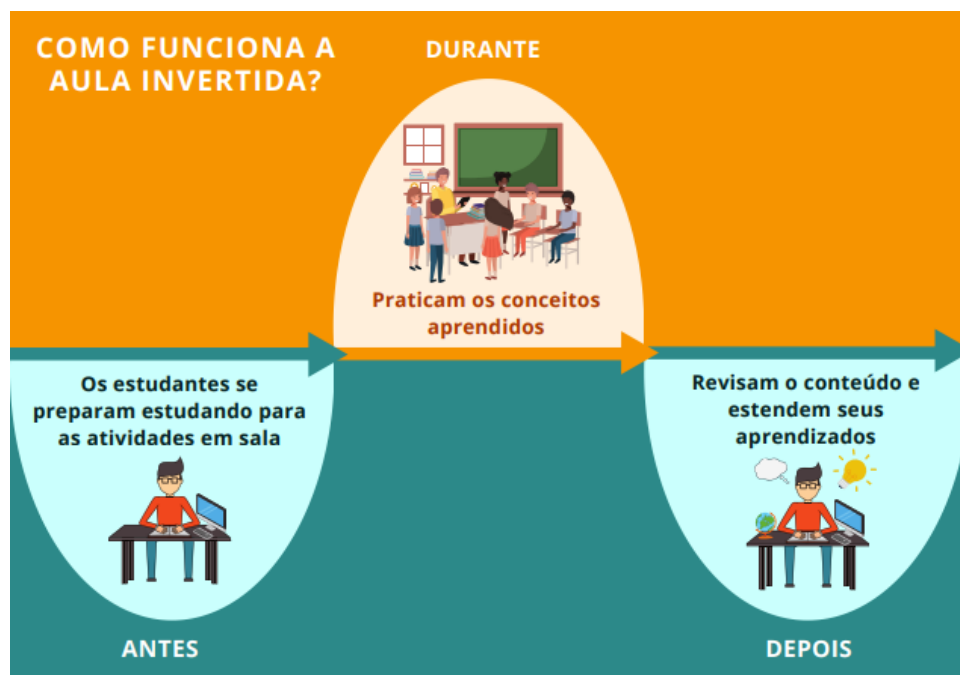 COMO FUNCIONA A
AULA INVERTIDA?
DURANTE
Praticam os conceitos
aprendidos
Os estudantes se
preparam estudando para
as atividades em sala
ANTES
Revisam o conteúdo e
estendem seus
aprendizados
DEPOIS